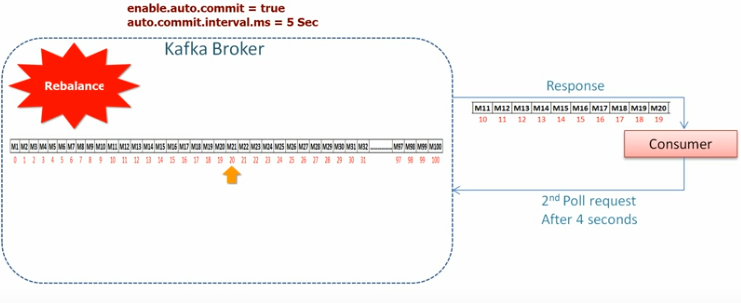 enable.auto.commit = true
auto.commit.interval.ms = 5 Sec
Kafka Broker
Rebalance
Response
M11 M12 M13 M14 M15 M16 M17 M18 M19 M20
10 11 12 13 14 15 16 17 18 19
M1 M2 M3 M4 M5 M6 M7 M8 M9 M10 M11 M12 M13 M14 M15 M16 M17 M18 M19 M20 M21 M22 M23 M24 M25 M26 M27 M28 M29 M30 M31 M32 ............ M97 M98 M99 M100
0 1 2 3 4 5 6 7 8 9 10 11 12 13 14 15 16 17 18 19 20 21 22 23 24 25 26 27 28 29 30 31 97 98 99 100
Consumer
2nd Poll request
After 4 seconds